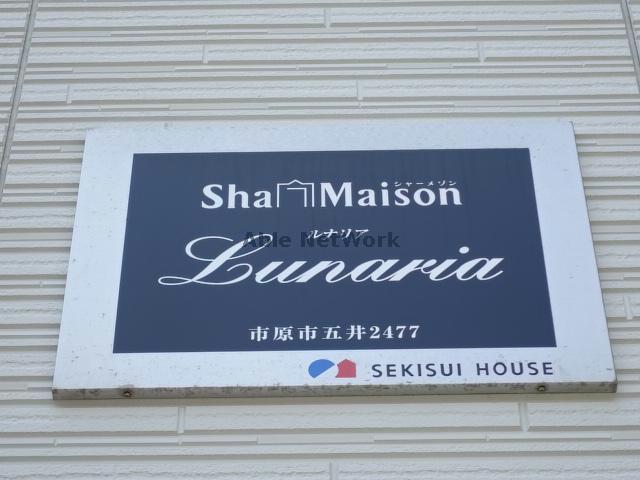 シャーメゾン
Sha Maison
ルナリア
Able NetWork
Lunaria
市原市五井2477
SEKISUI HOUSE